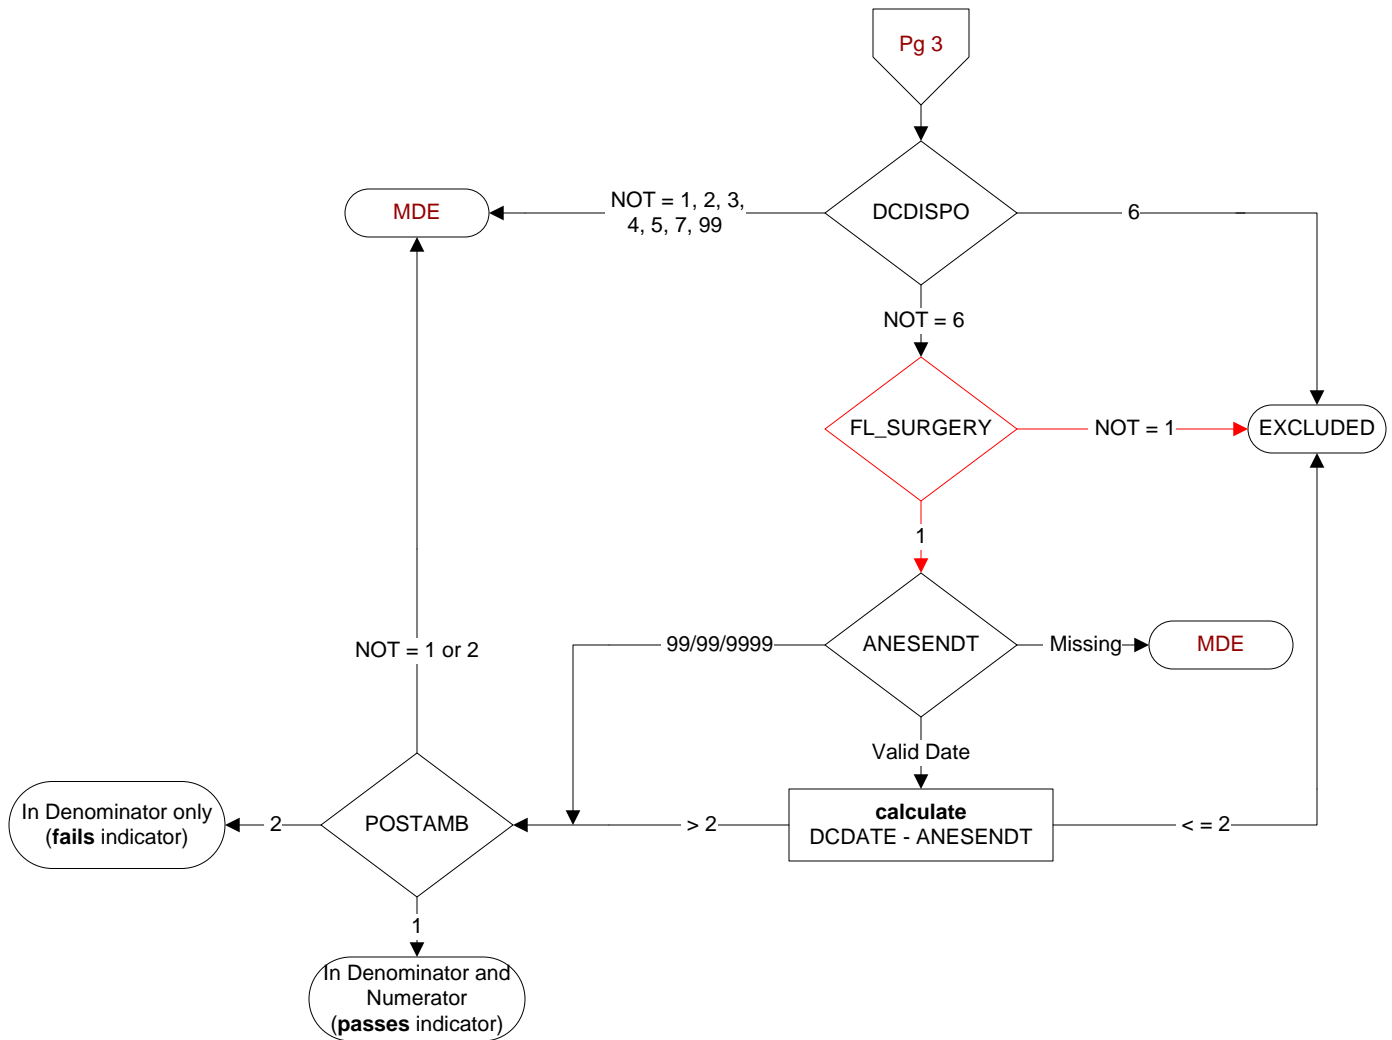 Pg 3
MDE
NOT = 1, 2, 3,
4, 5, 7, 99
DCDISPO
6
NOT = 6
FL_SURGERY
NOT = 1
EXCLUDED
1
NOT = 1 or 2
99/99/9999
ANESENDT
Missing
MDE
Valid Date
In Denominator only
(fails indicator)
2
POSTAMB
> 2
calculate
DCDATE - ANESENDT
< = 2
1
In Denominator and
Numerator
(passes indicator)